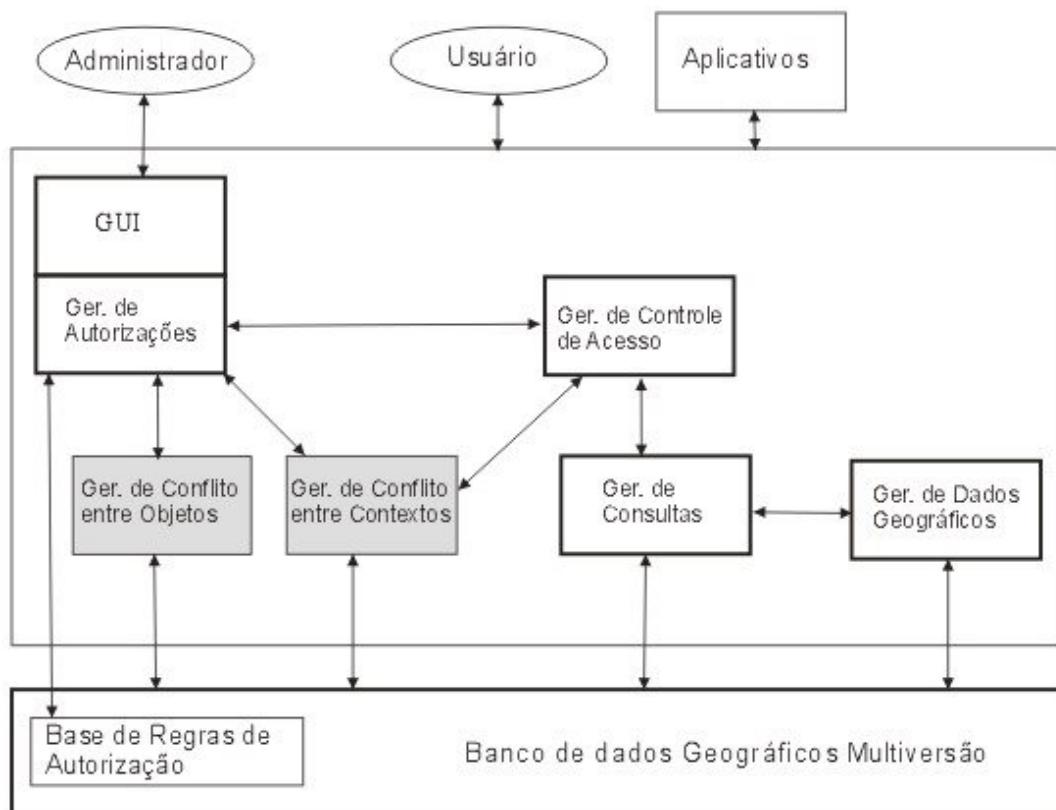 Administrador
Usuário
Aplicativos
GUI
Ger. de
Autorizações
Ger. de Controle
de Acesso
Ger. de Conflito
entre Objetos
Ger. de Conflito
entre Contextos
Ger. de
Consultas
Ger. de Dados
Geográficos
Base de Regras de
Autorização
Banco de dados Geográficos Multiversão